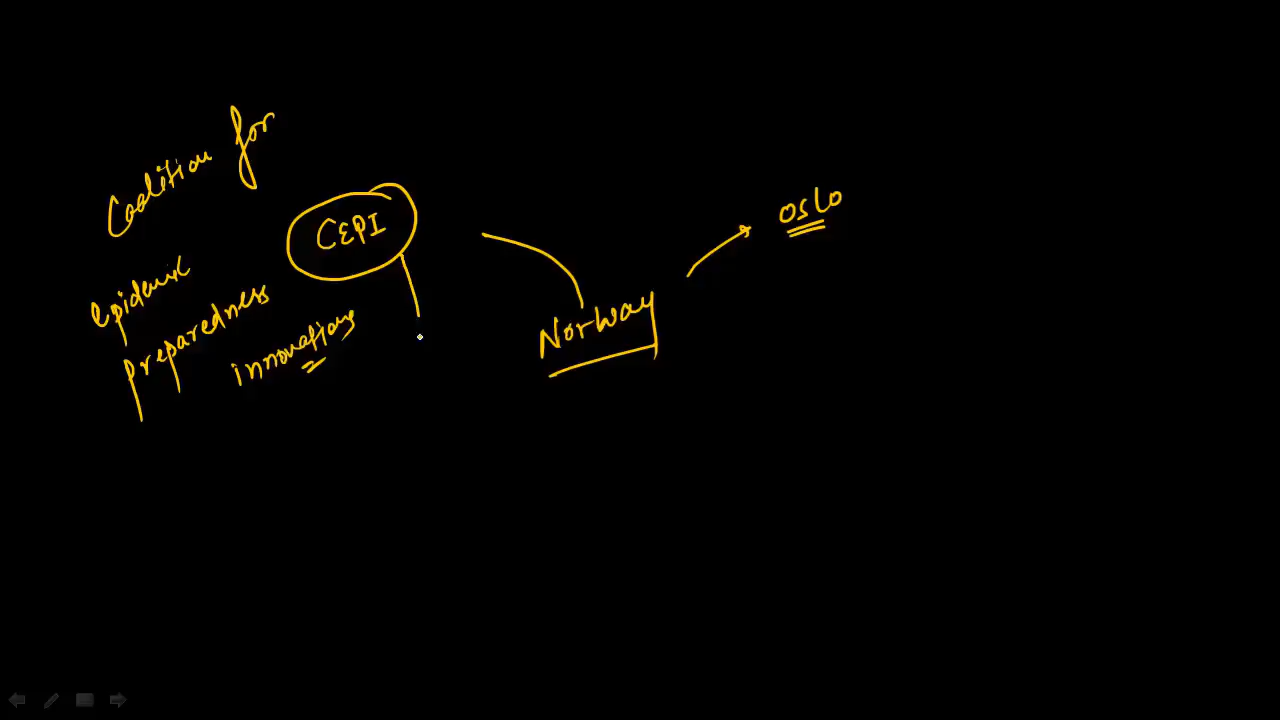 Coalition for
CEPI
epidemic
preparedness
innovations
Norway
oslo